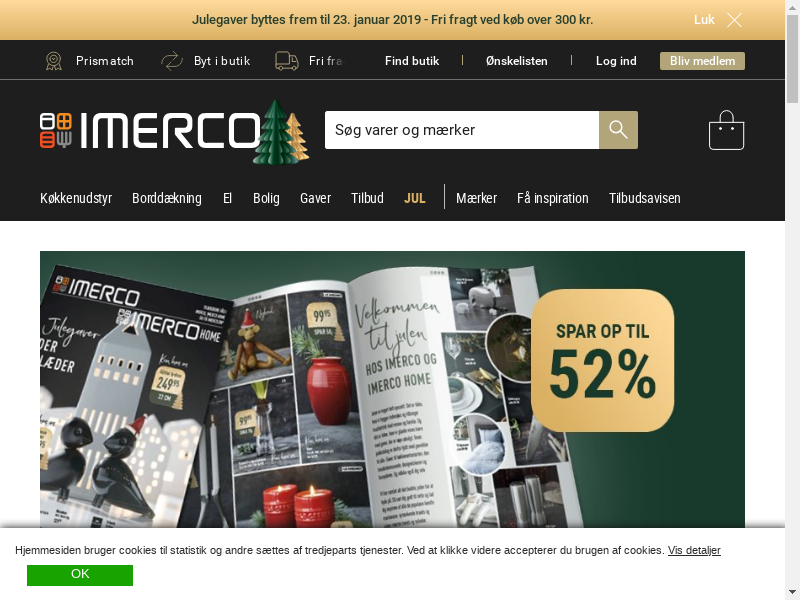 Julegaver byttes frem til 23. januar 2019 - Fri fragt ved køb over 300 kr.
Luk
Prismatch
Byt i butik
Fri fra
Find butik
Ønskelisten
Log ind
Bliv medlem
IMERCO
Søg varer og mærker
Køkkenudstyr
Borddækning
El
Bolig
Gaver
Tilbud
JUL
Mærker
Få inspiration
Tilbudsavisen
IMERCO
IMERCO HOME
Julegaver
249⁹⁵
99⁹⁵
99⁹⁵
Velkommen
til julen
HOS IMERCO OG
IMERCO HOME
SPAR OP TIL
52%
Hjemmesiden bruger cookies til statistik og andre sættes af tredjeparts tjenester. Ved at klikke videre accepterer du brugen af cookies. Vis detaljer
OK